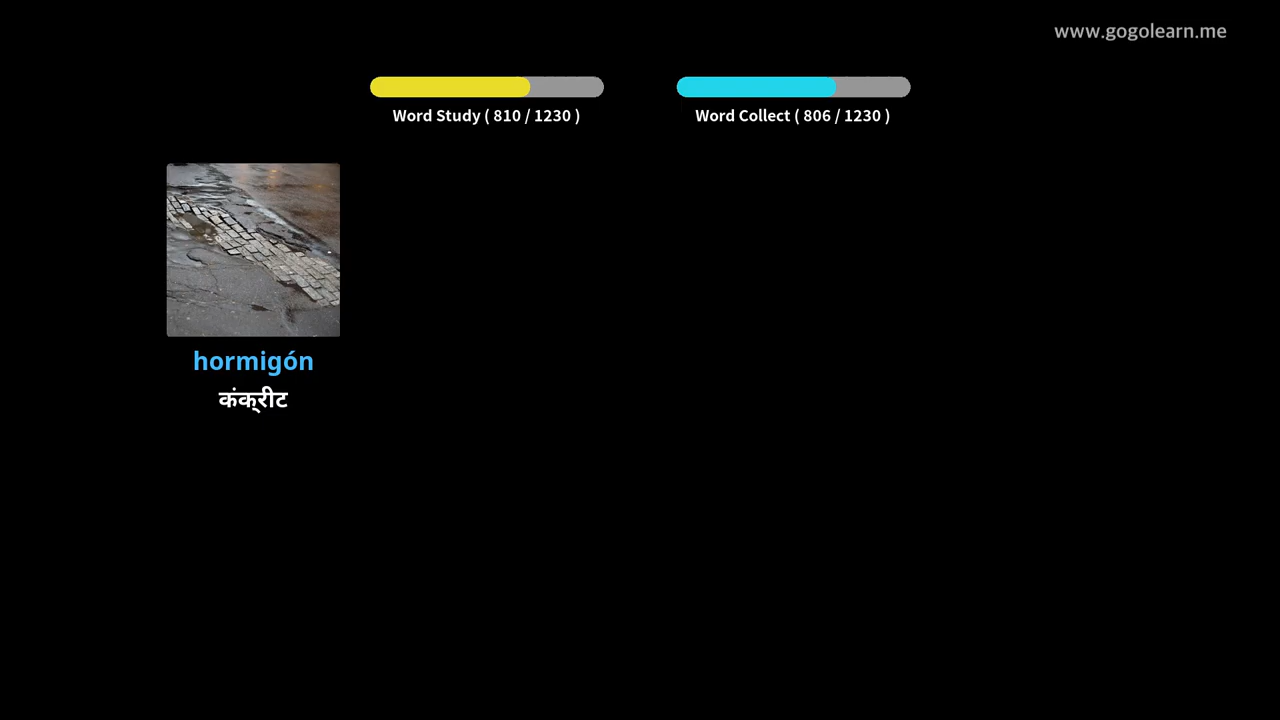 www.gogolearn.me
Word Study ( 810 / 1230 )
Word Collect ( 806 / 1230 )
hormigón
कंक्रीट